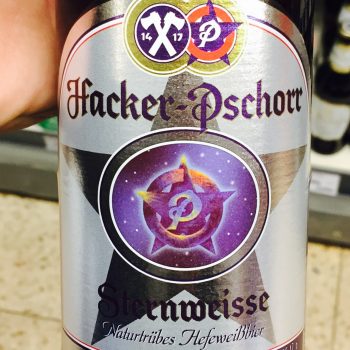 14 17 P
Hacker-Pschorr
P
Sternweisse
Naturtrübes Hefeweißbier